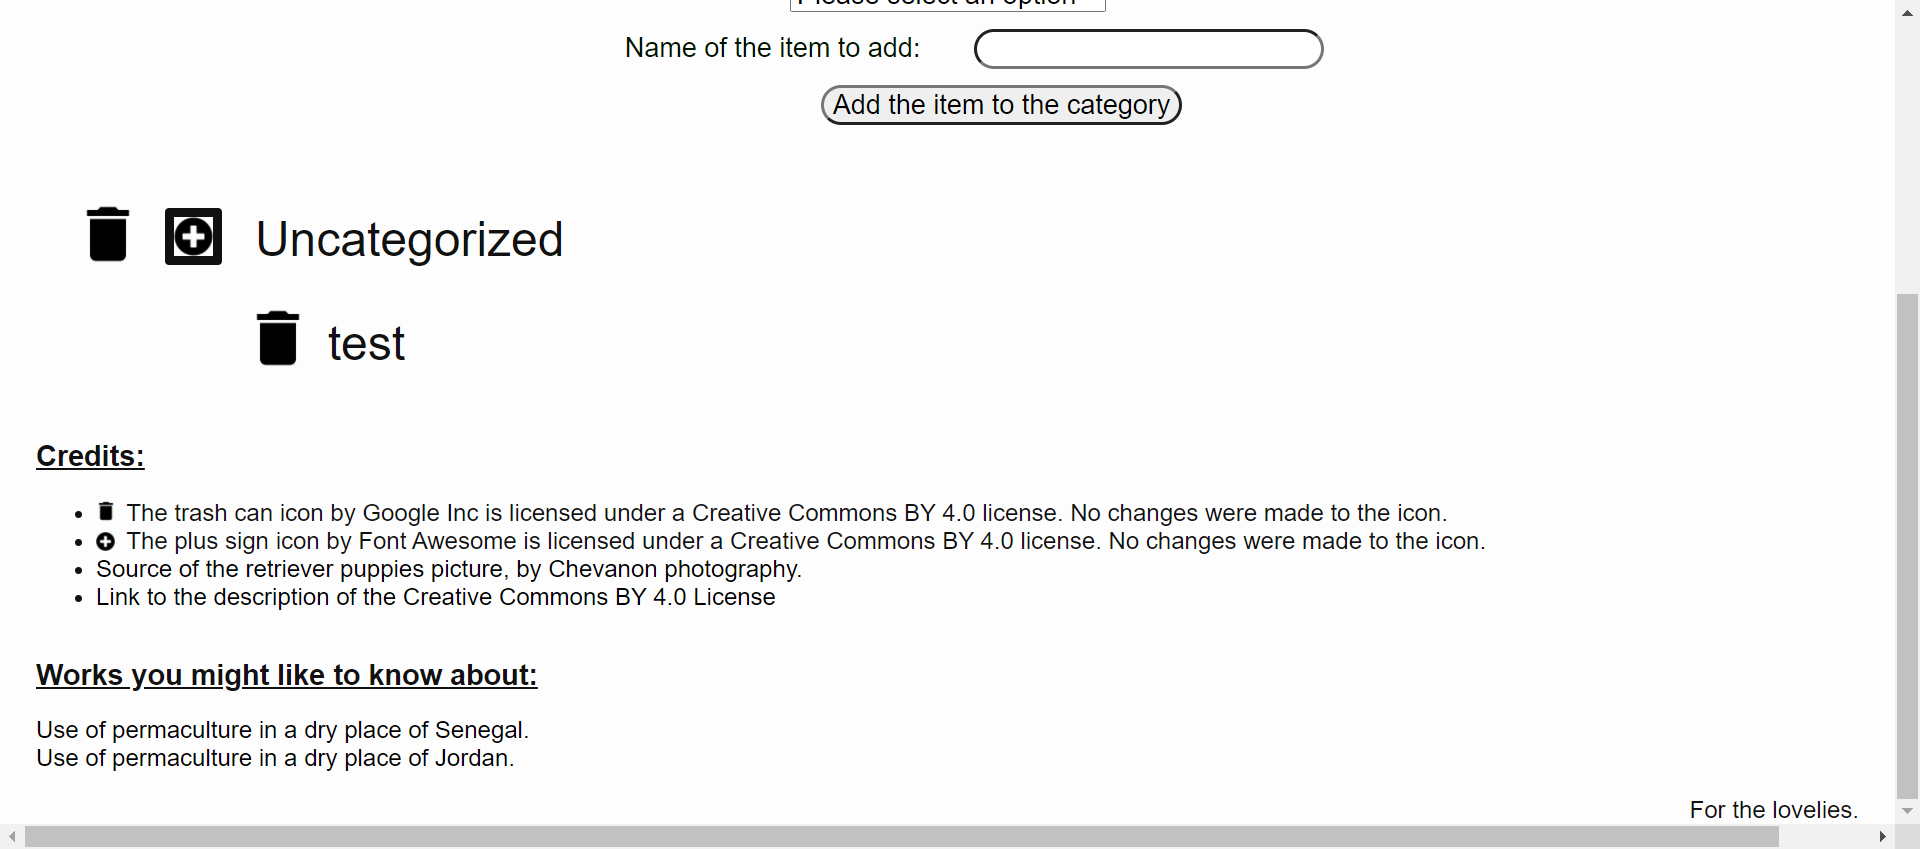 Please select an option
Name of the item to add:
Add the item to the category
Uncategorized
test
Credits:
The trash can icon by Google Inc is licensed under a Creative Commons BY 4.0 license. No changes were made to the icon.
The plus sign icon by Font Awesome is licensed under a Creative Commons BY 4.0 license. No changes were made to the icon.
Source of the retriever puppies picture, by Chevanon photography.
Link to the description of the Creative Commons BY 4.0 License
Works you might like to know about:
Use of permaculture in a dry place of Senegal.
Use of permaculture in a dry place of Jordan.
For the lovelies.